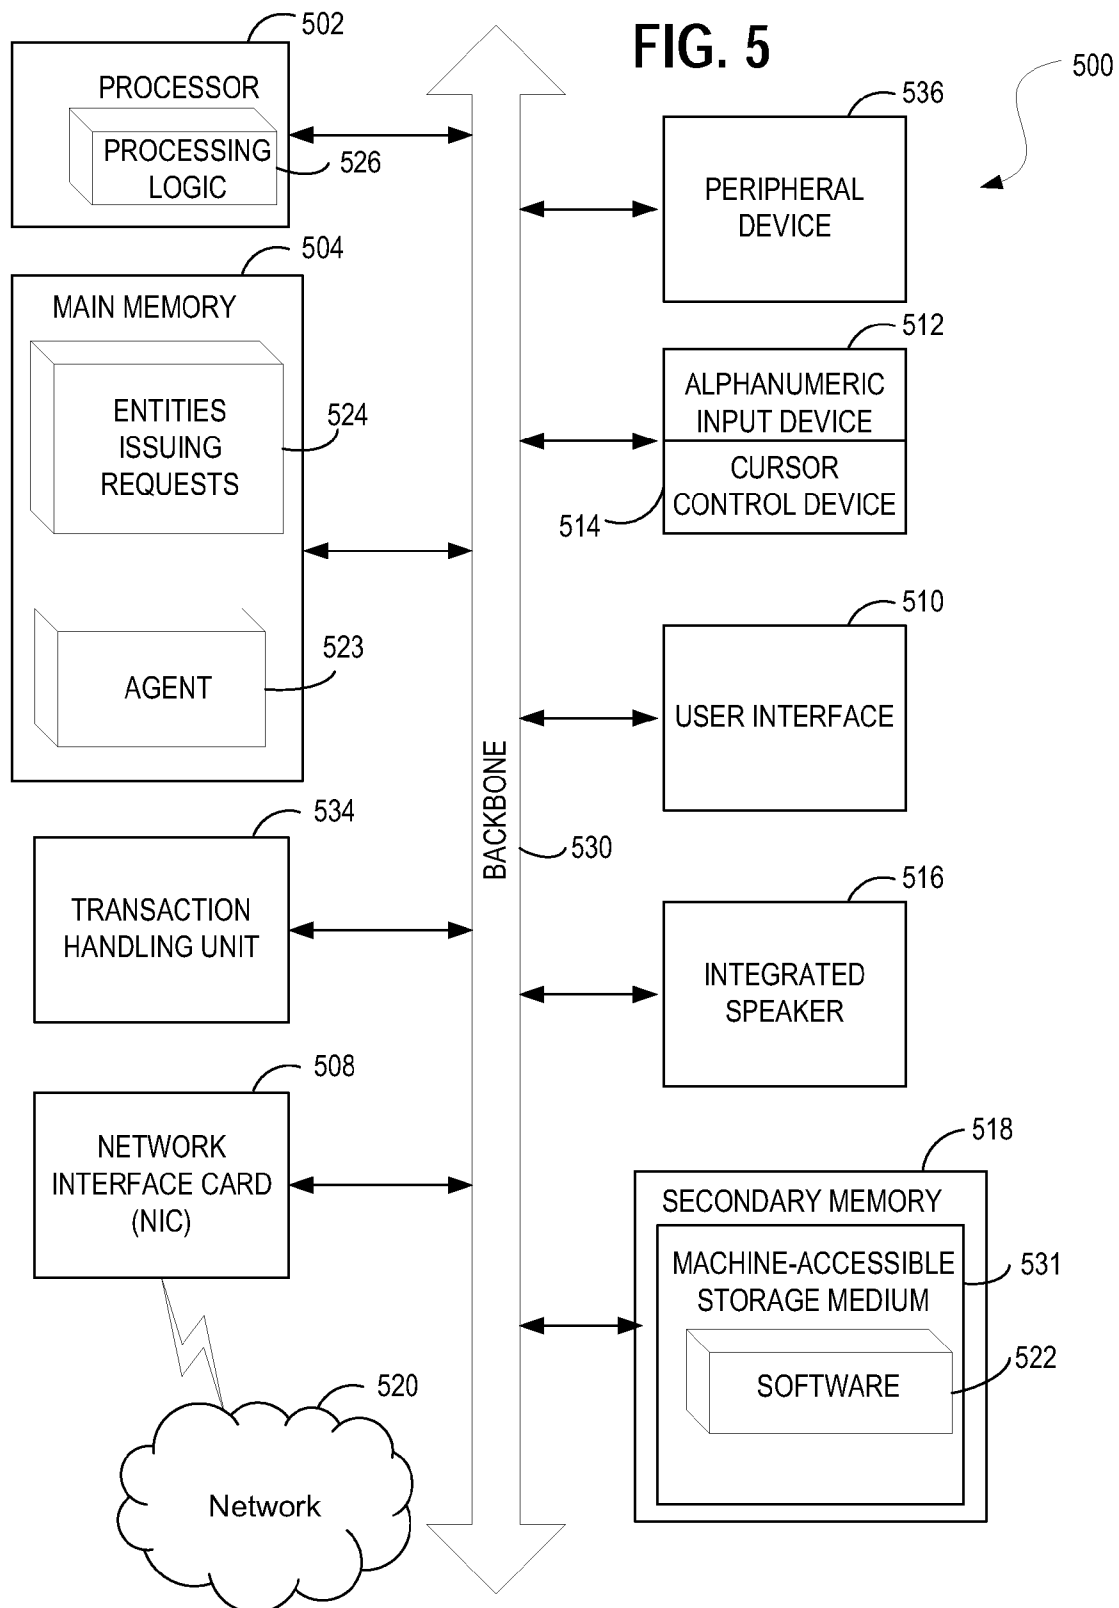 FIG. 5
500
502
PROCESSOR
PROCESSING
LOGIC
526
504
MAIN MEMORY
ENTITIES
ISSUING
REQUESTS
524
AGENT
523
534
TRANSACTION
HANDLING UNIT
508
NETWORK
INTERFACE CARD
(NIC)
520
Network
BACKBONE
530
536
PERIPHERAL
DEVICE
512
ALPHANUMERIC
INPUT DEVICE
CURSOR
CONTROL DEVICE
514
510
USER INTERFACE
516
INTEGRATED
SPEAKER
518
SECONDARY MEMORY
MACHINE-ACCESSIBLE
STORAGE MEDIUM
531
SOFTWARE
522